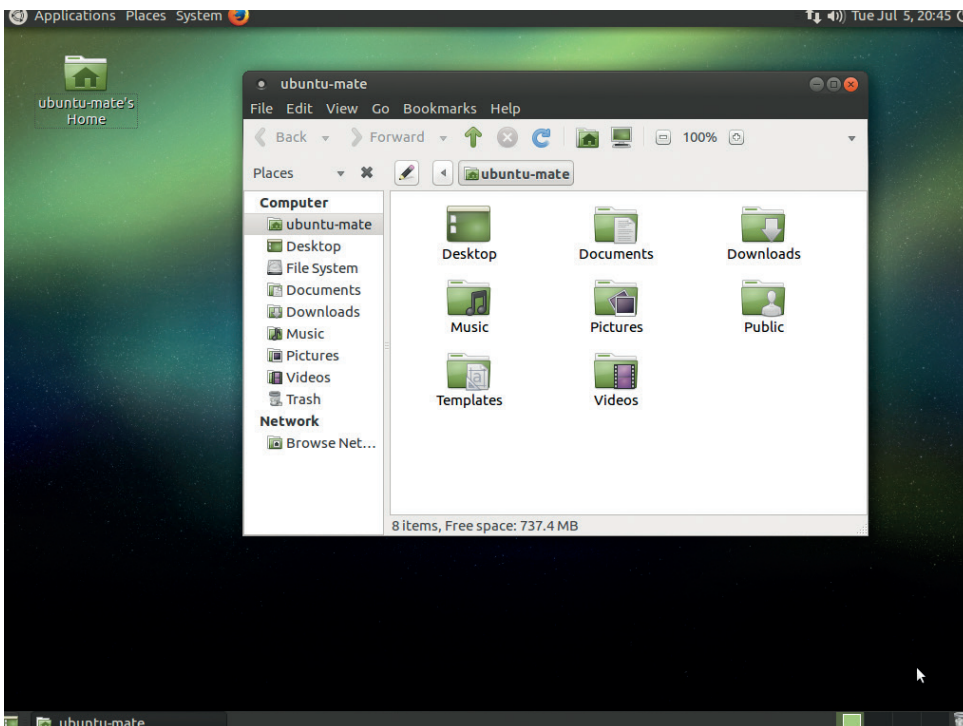 Applications Places System
Tue Jul 5, 20:45
ubuntu-mate's
Home
ubuntu-mate
File Edit View Go Bookmarks Help
Back Forward 100%
Places ubuntu-mate
Computer
ubuntu-mate
Desktop
File System
Documents
Downloads
Music
Pictures
Videos
Trash
Network
Browse Net...
Desktop Documents Downloads
Music Pictures Public
Templates Videos
8 items, Free space: 737.4 MB
ubuntu-mate